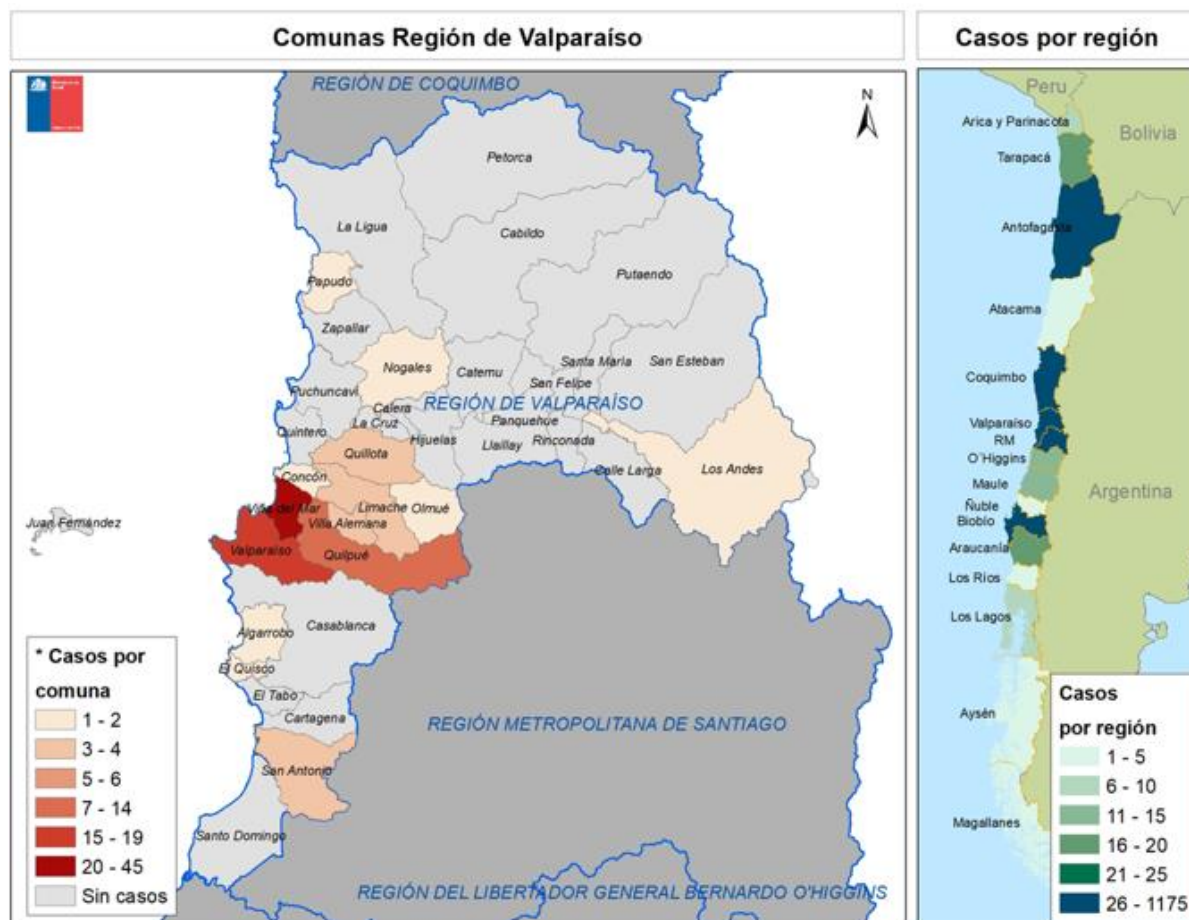 Comunas Región de Valparaíso
REGIÓN DE COQUIMBO
N
Petorca
La Ligua
Cabildo
Putaendo
Papudo
Zapallar
Santa María
San Esteban
Nogales
Catemu
San Felipe
Puchuncaví
Calera
REGIÓN DE VALPARAÍSO
La Cruz
Panquehue
Quintero
Hijuelas
Llaillay
Rinconada
Quillota
Calle Larga
Los Andes
Concón
Viña del Mar
Limache
Olmué
Juan Fernández
Villa Alemana
Valparaíso
Quilpué
Algarrobo
Casablanca
El Quisco
El Tabo
Cartagena
REGIÓN METROPOLITANA DE SANTIAGO
San Antonio
Santo Domingo
REGIÓN DEL LIBERTADOR GENERAL BERNARDO O'HIGGINS
* Casos por
comuna
1 - 2
3 - 4
5 - 6
7 - 14
15 - 19
20 - 45
Sin casos
Casos por región
Peru
Arica y Parinacota
Bolivia
Tarapacá
Antofagasta
Atacama
Coquimbo
Valparaíso
RM
O´Higgins
Maule
Argentina
Ñuble
Biobío
Araucanía
Los Ríos
Los Lagos
Aysén
Magallanes
Casos
por región
1 - 5
6 - 10
11 - 15
16 - 20
21 - 25
26 - 1175